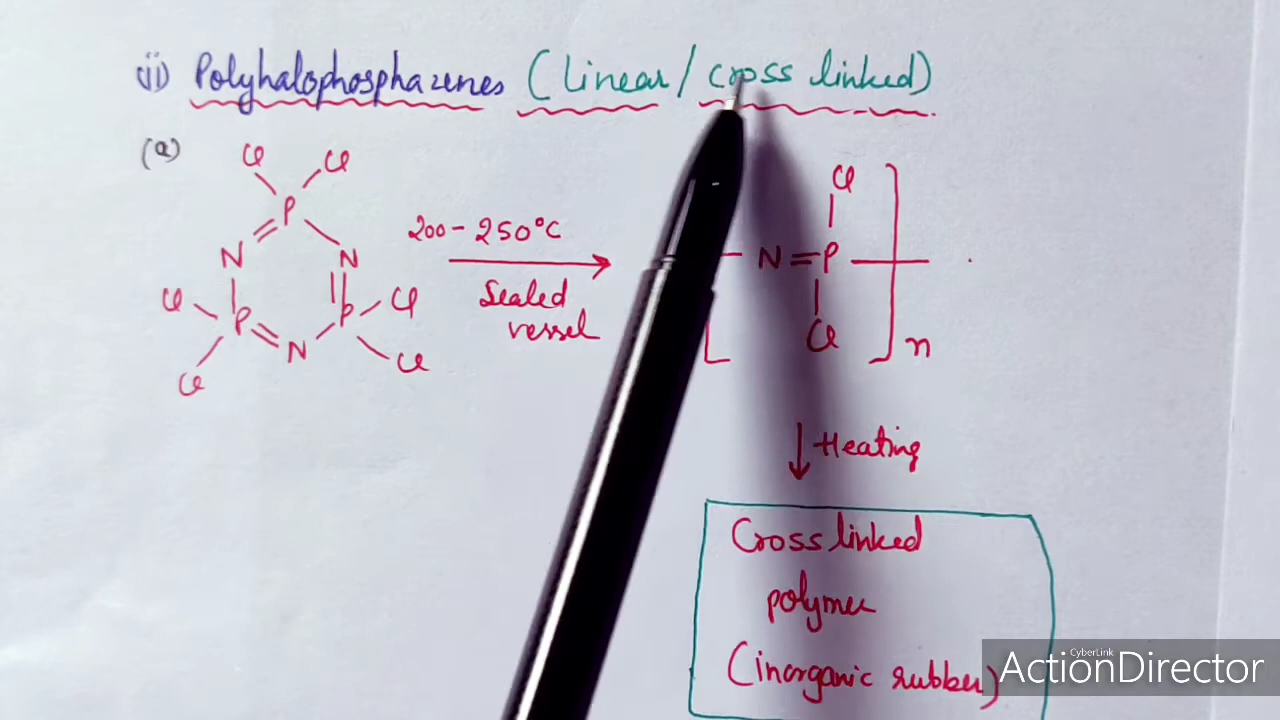 (ii) Polyhalophosphazenes (linear / cross linked)
(a)
Cl Cl
P
N N
Cl P P Cl
N
Cl Cl
200-250°C
Sealed
vessel
Cl
N=P
Cl
n
Heating
Cross linked
polymer
(inorganic rubber)
CyberLink
ActionDirector